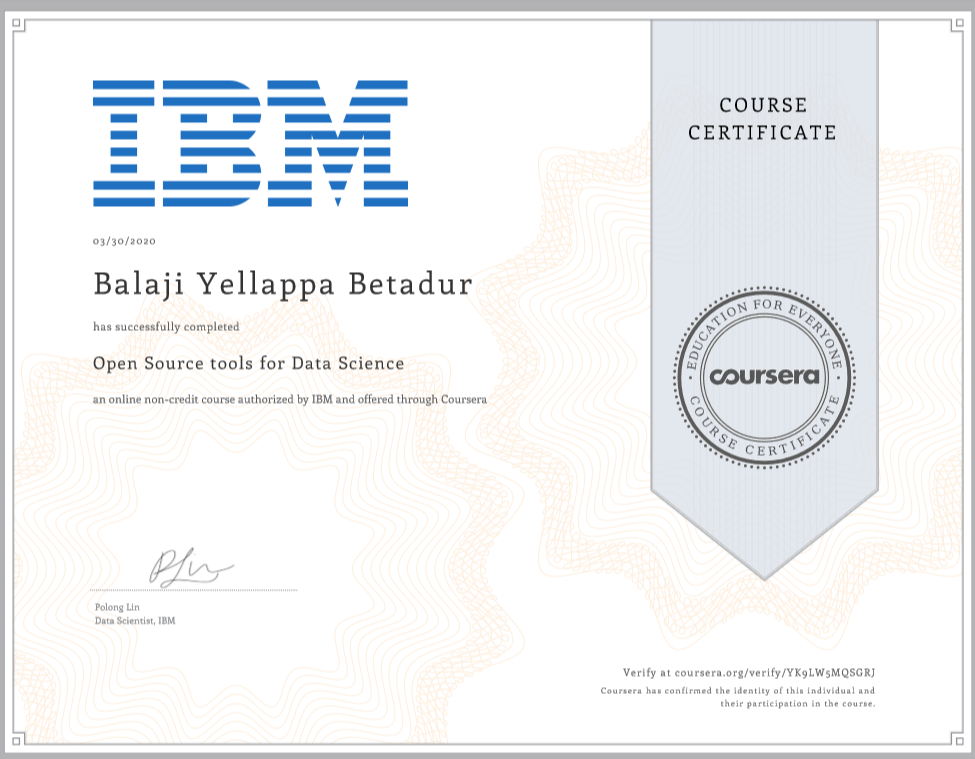 IBM
COURSE
CERTIFICATE
03/30/2020
Balaji Yellappa Betadur
has successfully completed
Open Source tools for Data Science
an online non-credit course authorized by IBM and offered through Coursera
EDUCATION FOR EVERYONE
coursera
COURSE CERTIFICATE
PLin
Polong Lin
Data Scientist, IBM
Verify at coursera.org/verify/YK9LW5MQSGRJ
Coursera has confirmed the identity of this individual and
their participation in the course.